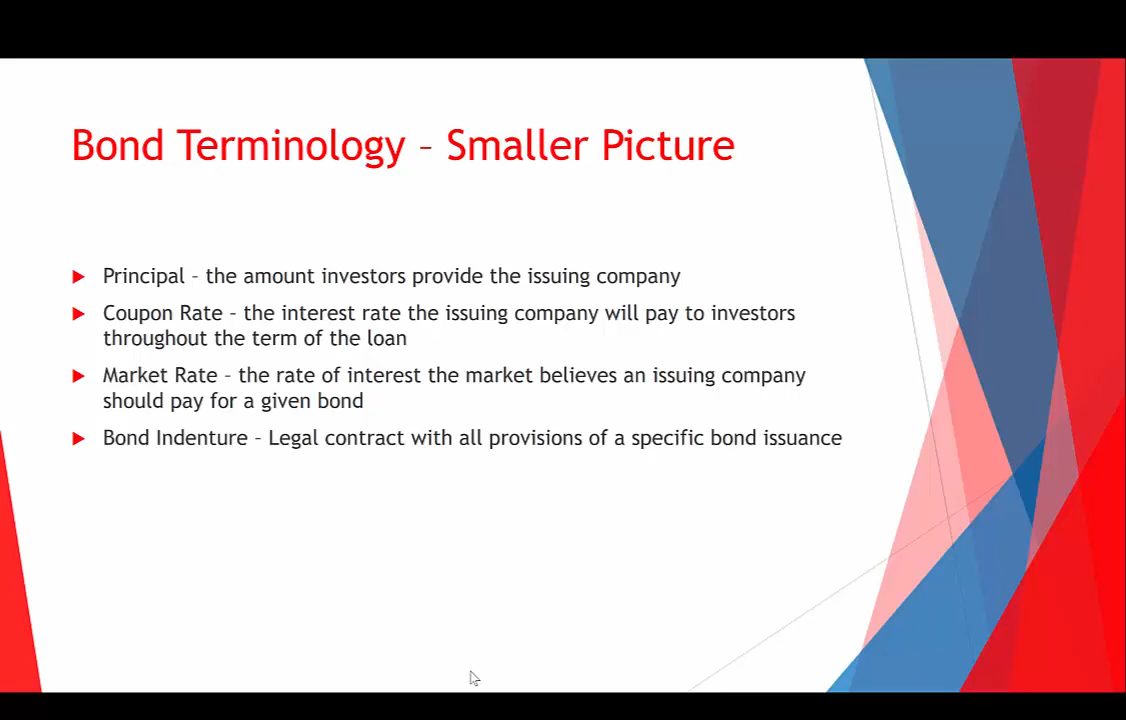 Bond Terminology – Smaller Picture
Principal – the amount investors provide the issuing company
Coupon Rate – the interest rate the issuing company will pay to investors
throughout the term of the loan
Market Rate – the rate of interest the market believes an issuing company
should pay for a given bond
Bond Indenture – Legal contract with all provisions of a specific bond issuance